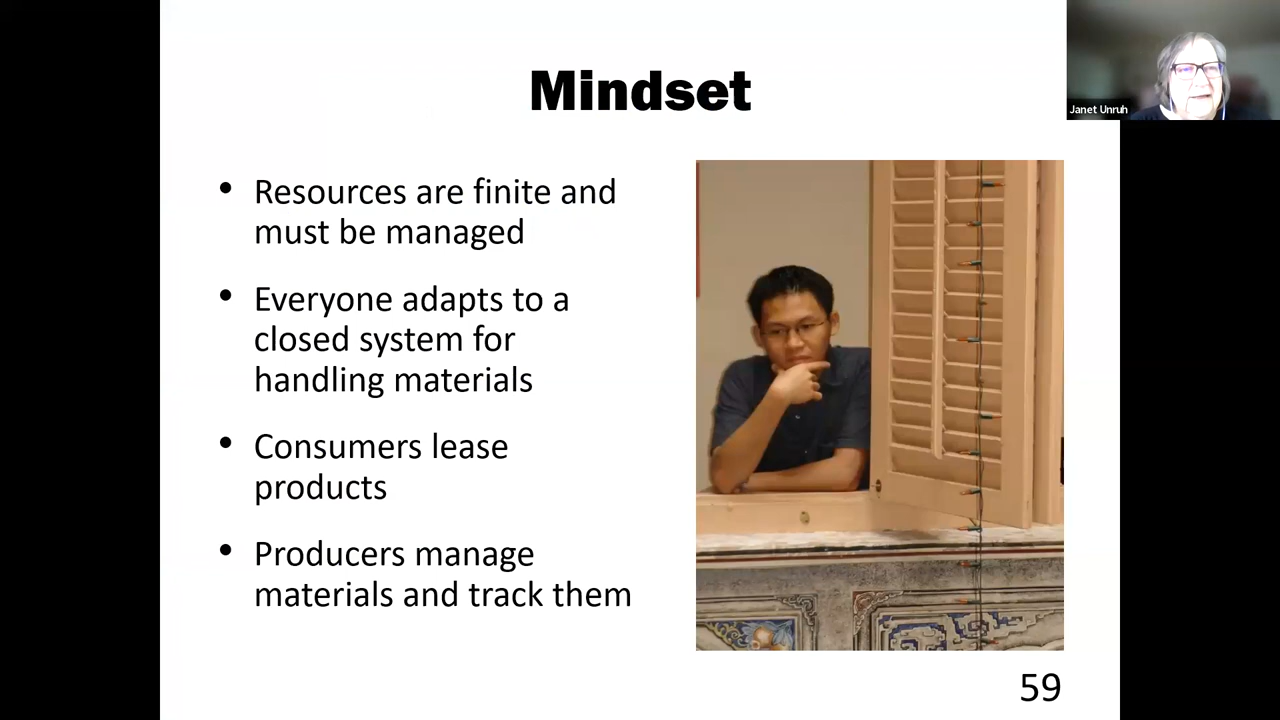 Mindset
Janet Unruh
• Resources are finite and
must be managed
• Everyone adapts to a
closed system for
handling materials
• Consumers lease
products
• Producers manage
materials and track them
59